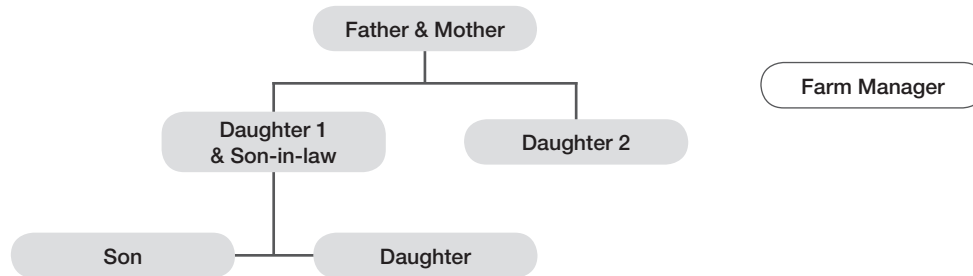 Father & Mother
Farm Manager
Daughter 1
& Son-in-law
Daughter 2
Son
Daughter